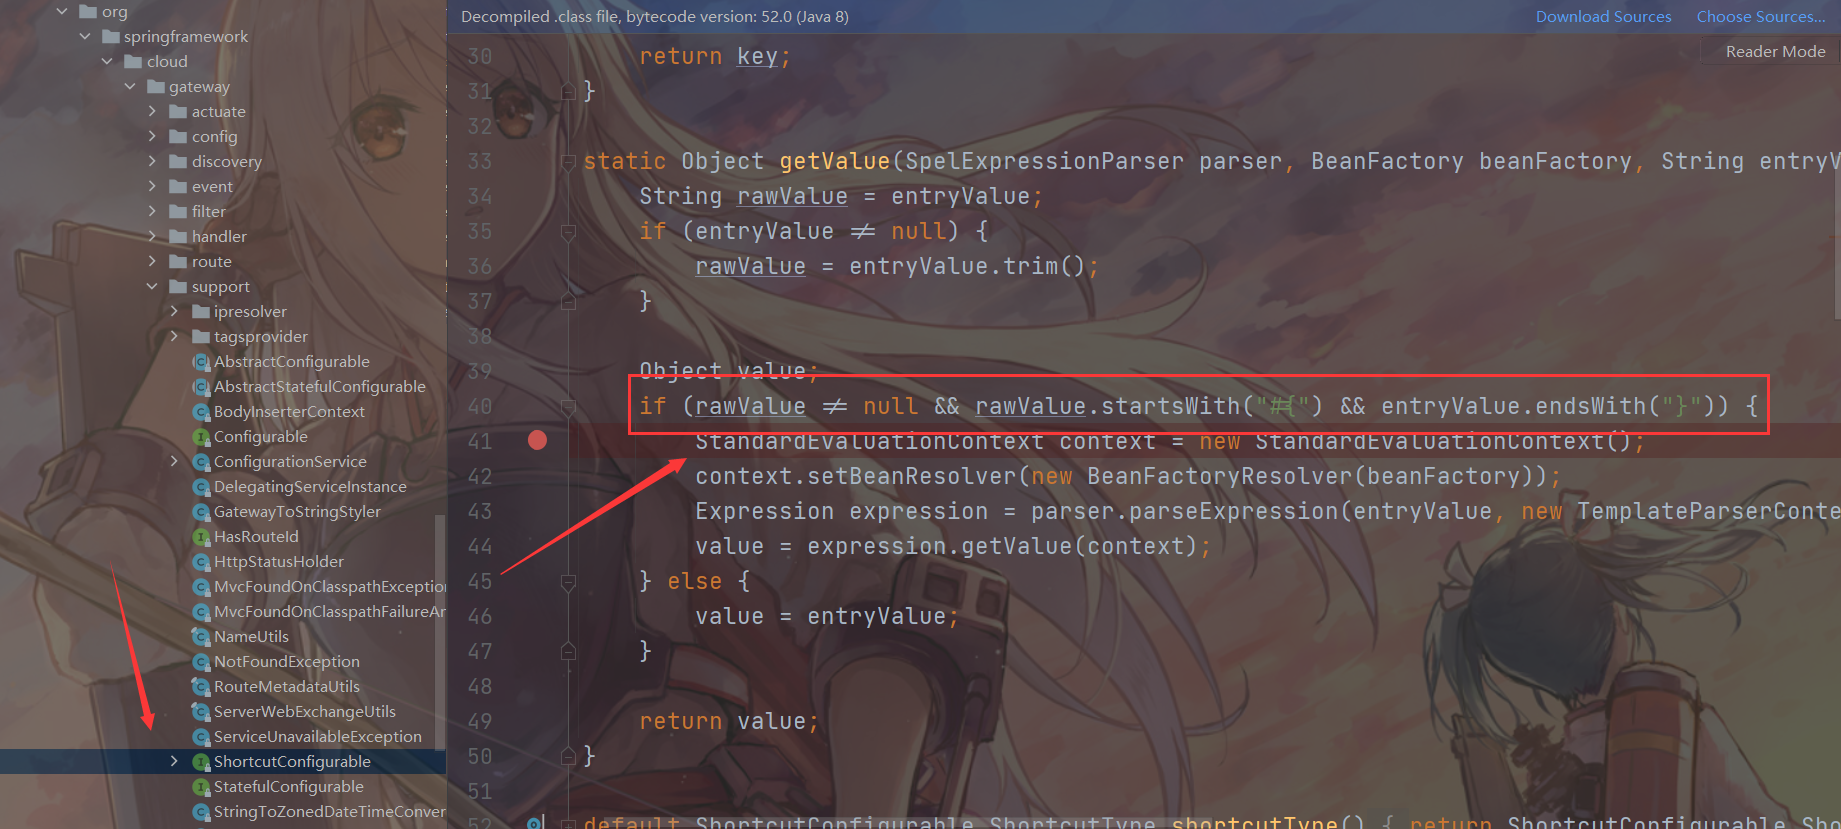 org
springframework
cloud
gateway
actuate
config
discovery
event
filter
handler
route
support
ipresolver
tagsprovider
AbstractConfigurable
AbstractStatefulConfigurable
BodyInserterContext
Configurable
ConfigurationService
DelegatingServiceInstance
GatewayToStringStyler
HasRouteId
HttpStatusHolder
MvcFoundOnClasspathException
MvcFoundOnClasspathFailureAr
NameUtils
NotFoundException
RouteMetadataUtils
ServerWebExchangeUtils
ServiceUnavailableException
ShortcutConfigurable
StatefulConfigurable
StringToZonedDateTimeConver
Decompiled .class file, bytecode version: 52.0 (Java 8)
Download Sources
Choose Sources...
Reader Mode
30 return key;
31 }
32
33 static Object getValue(SpelExpressionParser parser, BeanFactory beanFactory, String entryV
34 String rawValue = entryValue;
35 if (entryValue != null) {
36 rawValue = entryValue.trim();
37 }
38
39 Object value;
40 if (rawValue != null && rawValue.startsWith("#{") && entryValue.endsWith("}")) {
41 StandardEvaluationContext context = new StandardEvaluationContext();
42 context.setBeanResolver(new BeanFactoryResolver(beanFactory));
43 Expression expression = parser.parseExpression(entryValue, new TemplateParserConte
44 value = expression.getValue(context);
45 } else {
46 value = entryValue;
47 }
48
49 return value;
50 }
51
52 default ShortcutConfigurable.ShortcutType shortcutType() { return ShortcutConfigurable.Sho